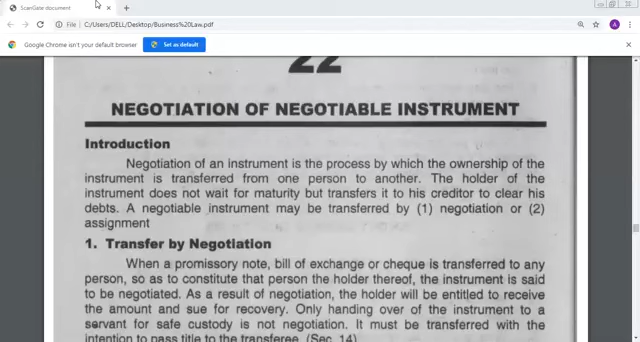 ScanGate document
File
C:/Users/DELL/Desktop/Business%20Law.pdf
A
Google Chrome isn't your default browser
Set as default
22
NEGOTIATION OF NEGOTIABLE INSTRUMENT
Introduction
Negotiation of an instrument is the process by which the ownership of the
instrument is transferred from one person to another. The holder of the
instrument does not wait for maturity but transfers it to his creditor to clear his
debts. A negotiable instrument may be transferred by (1) negotiation or (2)
assignment
1. Transfer by Negotiation
When a promissory note, bill of exchange or cheque is transferred to any
person, so as to constitute that person the holder thereof, the instrument is said
to be negotiated. As a result of negotiation, the holder will be entitled to receive
the amount and sue for recovery. Only handing over of the instrument to a
servant for safe custody is not negotiation. It must be transferred with the
intention to pass title to the transferee. (Sec. 14)